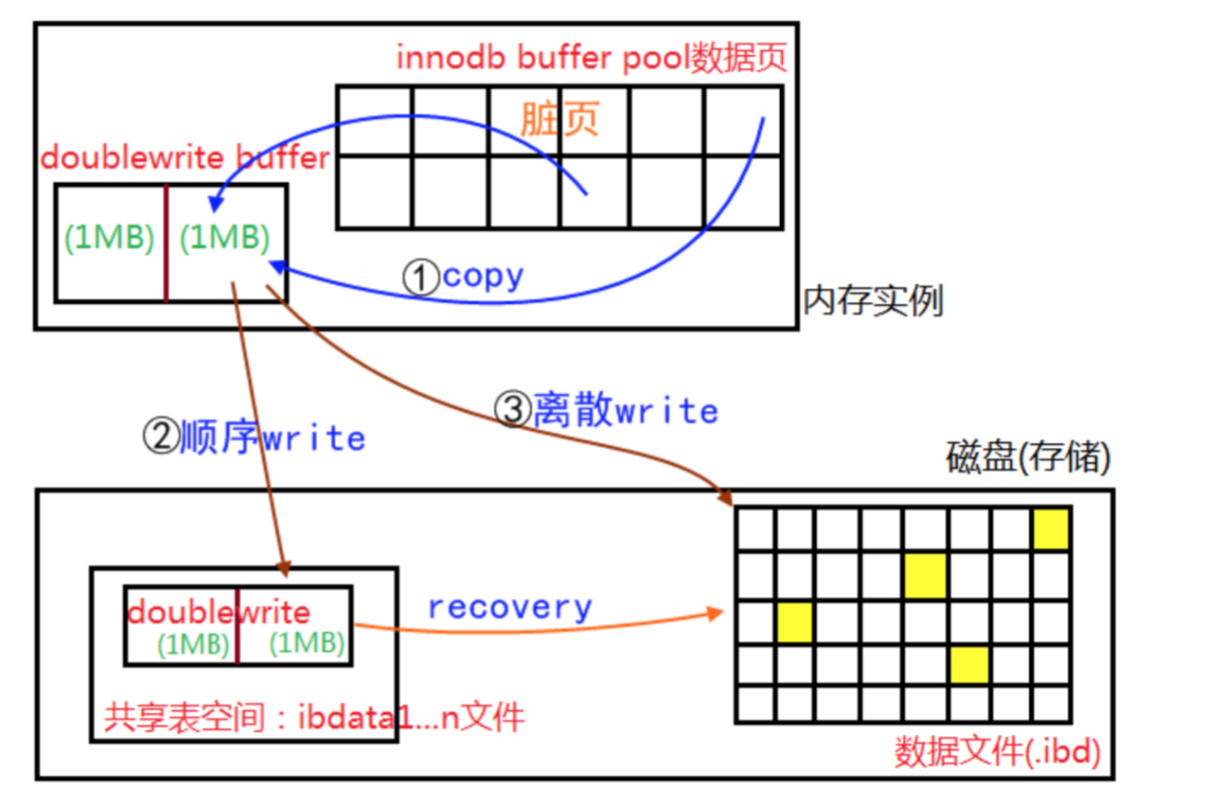 innodb buffer pool数据页
脏页
doublewrite buffer
(1MB) (1MB)
①copy
内存实例
③离散write
②顺序write
磁盘(存储)
doublewrite
(1MB) (1MB)
recovery
共享表空间：ibdata1...n文件
数据文件(.ibd)